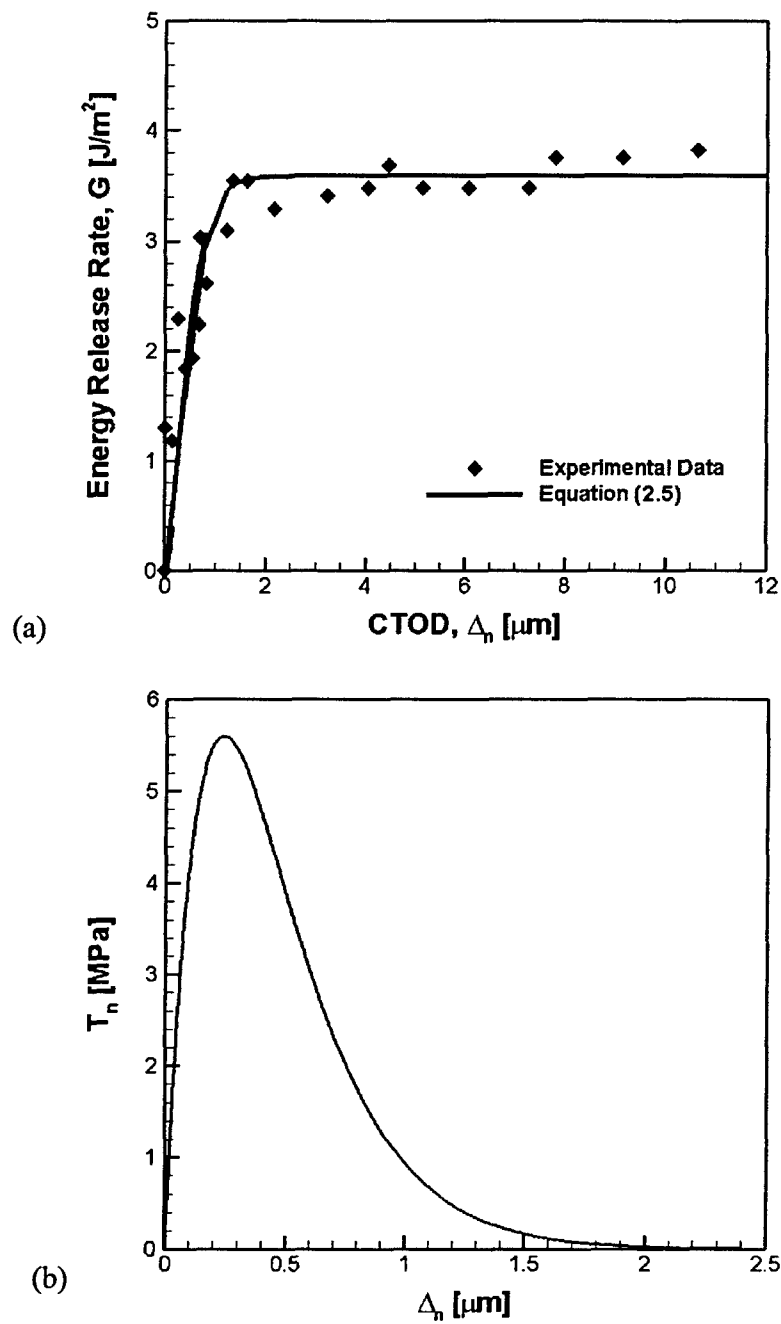 5
4
3
2
1
0
Energy Release Rate, G [J/m²]
Experimental Data
Equation (2.5)
0 2 4 6 8 10 12
CTOD, Δₙ [μm]
(a)
6
5
4
3
2
1
0
Tₙ [MPa]
0 0.5 1 1.5 2 2.5
Δₙ [μm]
(b)